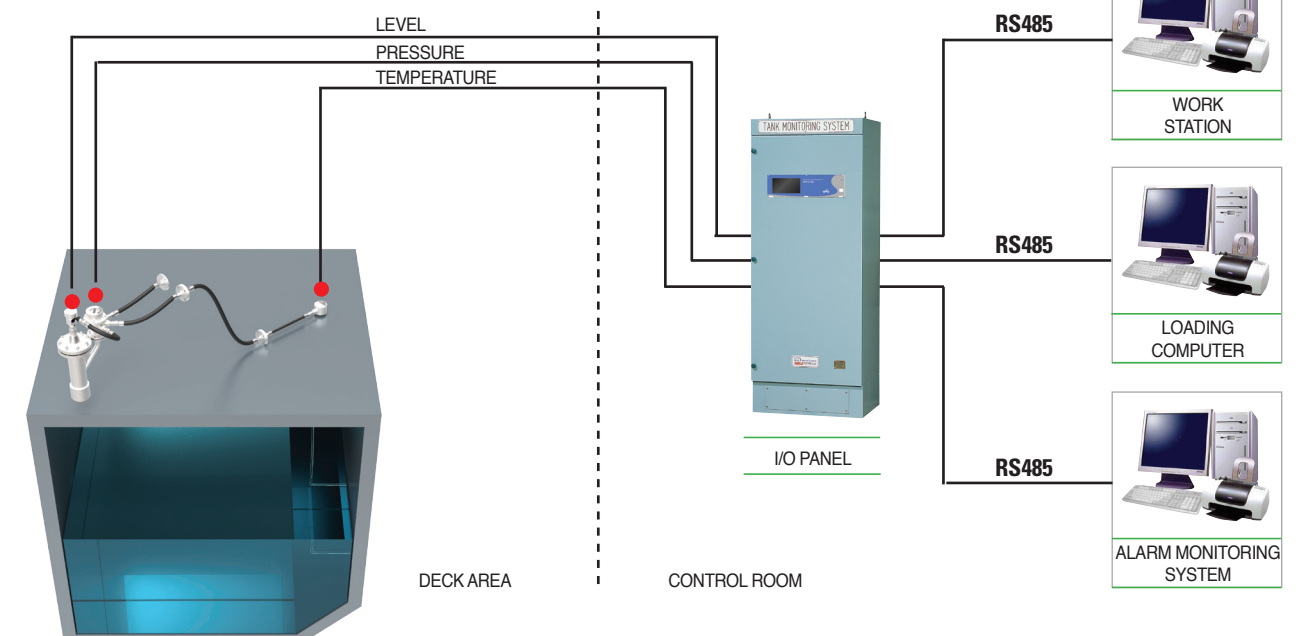 LEVEL
PRESSURE
TEMPERATURE
RS485
WORK
STATION
TANK MONITORING SYSTEM
RS485
LOADING
COMPUTER
I/O PANEL
RS485
ALARM MONITORING
SYSTEM
DECK AREA
CONTROL ROOM